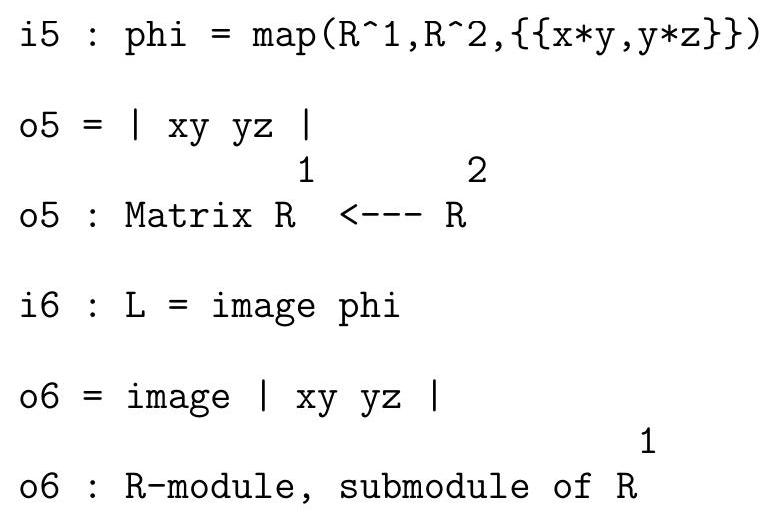 i5 : phi = map(R^1,R^2,{{x*y,y*z}})
o5 = | xy yz |
             1       2
o5 : Matrix R  <--- R
i6 : L = image phi
o6 = image | xy yz |
                             1
o6 : R-module, submodule of R